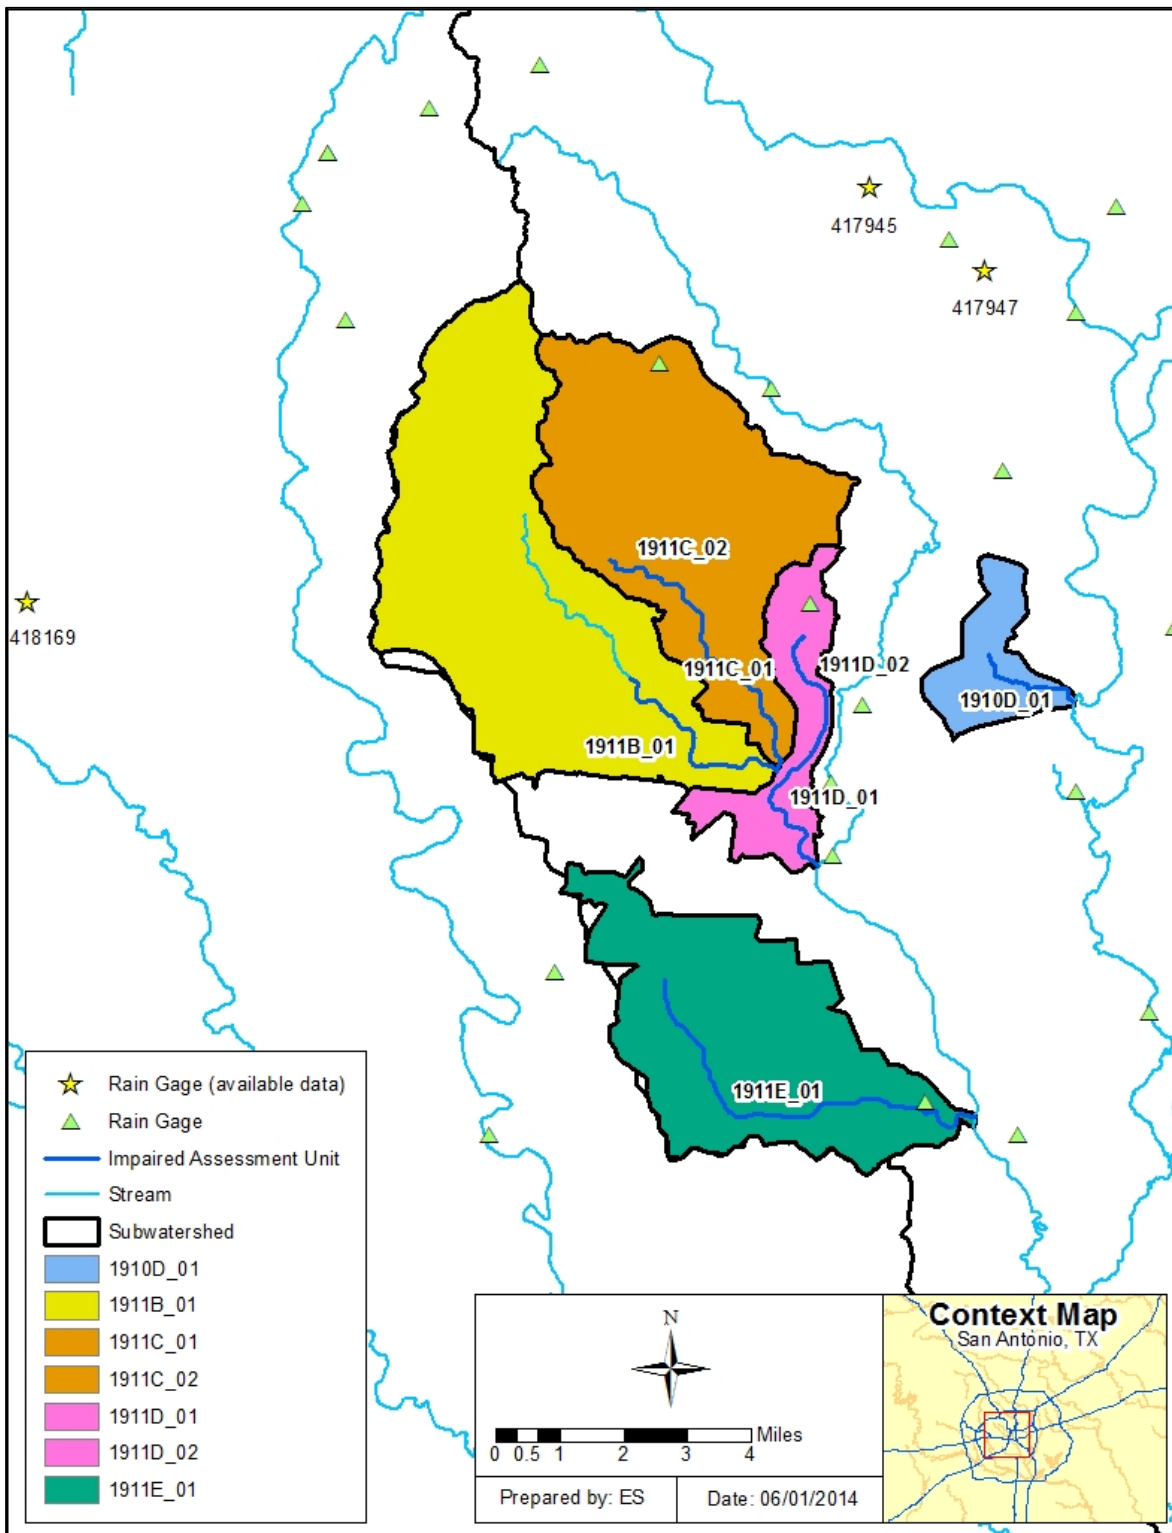 417945
417947
1911C_02
418169
1911C_01
1911D_02
1910D_01
1911B_01
1911D_01
1911E_01
Rain Gage (available data)
Rain Gage
Impaired Assessment Unit
Stream
Subwatershed
1910D_01
1911B_01
1911C_01
1911C_02
1911D_01
1911D_02
1911E_01
N
Miles
0 0.5 1 2 3 4
Prepared by: ES
Date: 06/01/2014
Context Map
San Antonio, TX